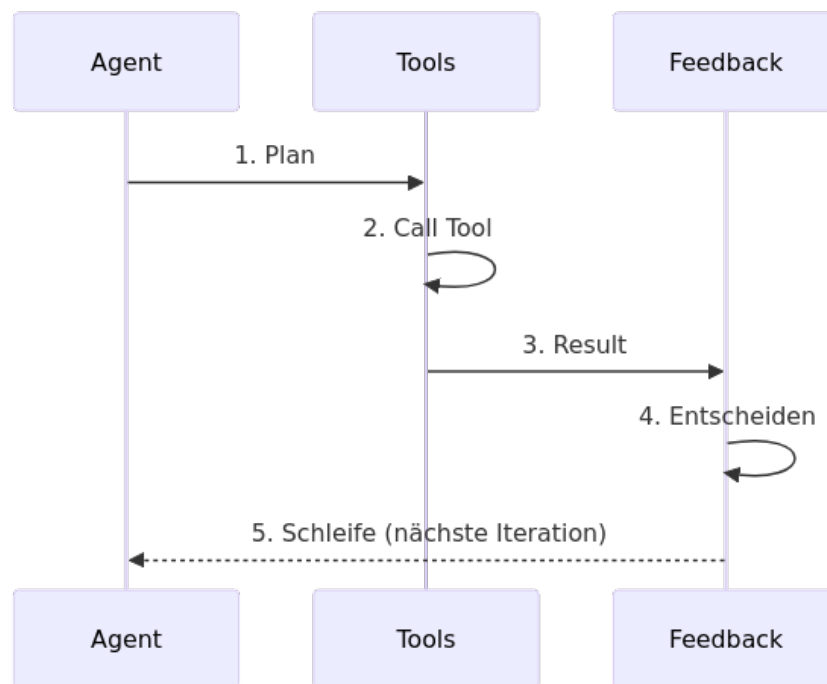 Agent
Tools
Feedback
1. Plan
2. Call Tool
3. Result
4. Entscheiden
5. Schleife (nächste Iteration)
Agent
Tools
Feedback